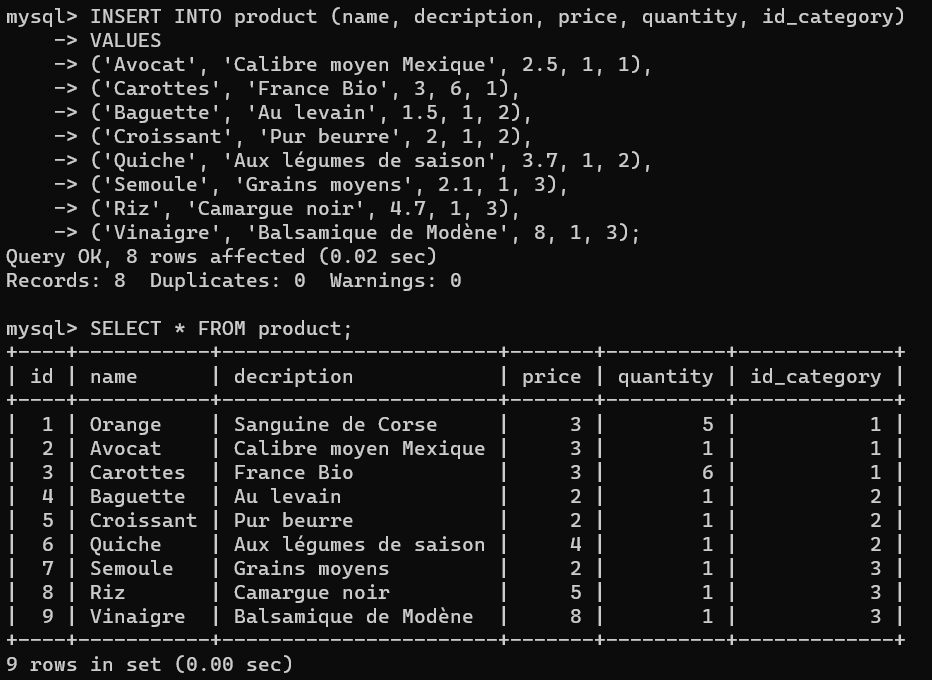 mysql> INSERT INTO product (name, decription, price, quantity, id_category)
    -> VALUES
    -> ('Avocat', 'Calibre moyen Mexique', 2.5, 1, 1),
    -> ('Carottes', 'France Bio', 3, 6, 1),
    -> ('Baguette', 'Au levain', 1.5, 1, 2),
    -> ('Croissant', 'Pur beurre', 2, 1, 2),
    -> ('Quiche', 'Aux légumes de saison', 3.7, 1, 2),
    -> ('Semoule', 'Grains moyens', 2.1, 1, 3),
    -> ('Riz', 'Camargue noir', 4.7, 1, 3),
    -> ('Vinaigre', 'Balsamique de Modène', 8, 1, 3);
Query OK, 8 rows affected (0.02 sec)
Records: 8  Duplicates: 0  Warnings: 0

mysql> SELECT * FROM product;
+----+-----------+-----------------------+-------+----------+-------------+
| id | name      | decription            | price | quantity | id_category |
+----+-----------+-----------------------+-------+----------+-------------+
|  1 | Orange    | Sanguine de Corse     |     3 |        5 |           1 |
|  2 | Avocat    | Calibre moyen Mexique |     3 |        1 |           1 |
|  3 | Carottes  | France Bio            |     3 |        6 |           1 |
|  4 | Baguette  | Au levain             |     2 |        1 |           2 |
|  5 | Croissant | Pur beurre            |     2 |        1 |           2 |
|  6 | Quiche    | Aux légumes de saison |     4 |        1 |           2 |
|  7 | Semoule   | Grains moyens         |     2 |        1 |           3 |
|  8 | Riz       | Camargue noir         |     5 |        1 |           3 |
|  9 | Vinaigre  | Balsamique de Modène  |     8 |        1 |           3 |
+----+-----------+-----------------------+-------+----------+-------------+
9 rows in set (0.00 sec)